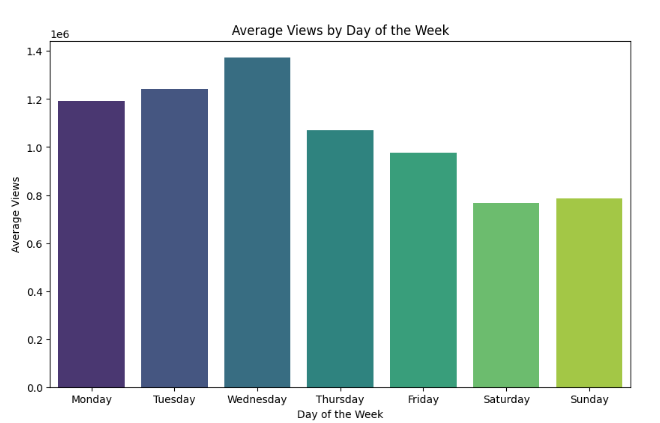 Average Views by Day of the Week
1e6
1.4
1.2
1.0
0.8
0.6
0.4
0.2
0.0
Average Views
Monday Tuesday Wednesday Thursday Friday Saturday Sunday
Day of the Week